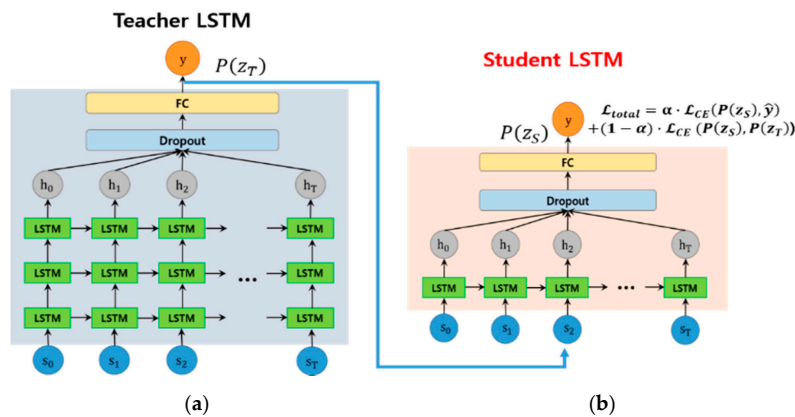 Teacher LSTM
y
P(z_T)
FC
Dropout
h_0 h_1 h_2 h_T
LSTM LSTM LSTM LSTM
LSTM LSTM LSTM ... LSTM
LSTM LSTM LSTM LSTM
s_0 s_1 s_2 s_T
(a)
Student LSTM
y
P(z_S)
ℒ_total = α · ℒ_CE(P(z_S), ŷ)
+(1 − α) · ℒ_CE (P(z_S), P(z_T))
FC
Dropout
h_0 h_1 h_2 h_T
LSTM LSTM LSTM ... LSTM
s_0 s_1 s_2 s_T
(b)